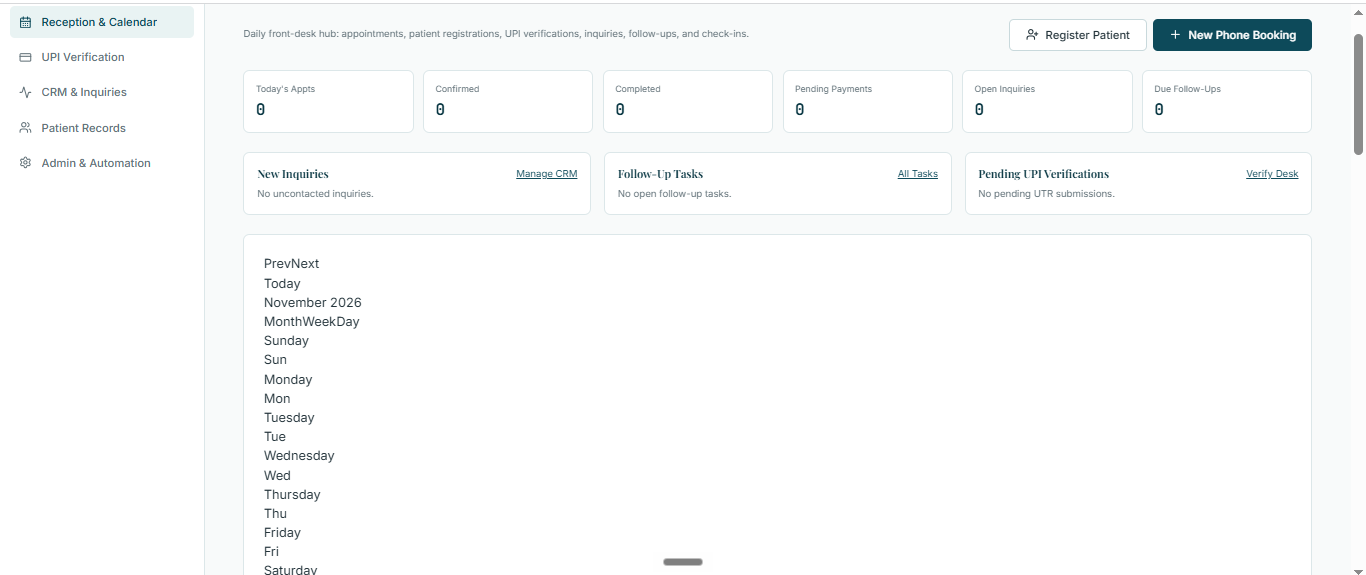 Reception & Calendar
UPI Verification
CRM & Inquiries
Patient Records
Admin & Automation
Daily front-desk hub: appointments, patient registrations, UPI verifications, inquiries, follow-ups, and check-ins.
Register Patient
+ New Phone Booking
Today's Appts
0
Confirmed
0
Completed
0
Pending Payments
0
Open Inquiries
0
Due Follow-Ups
0
New Inquiries
Manage CRM
No uncontacted inquiries.
Follow-Up Tasks
All Tasks
No open follow-up tasks.
Pending UPI Verifications
Verify Desk
No pending UTR submissions.
PrevNext
Today
November 2026
MonthWeekDay
Sunday
Sun
Monday
Mon
Tuesday
Tue
Wednesday
Wed
Thursday
Thu
Friday
Fri
Saturday